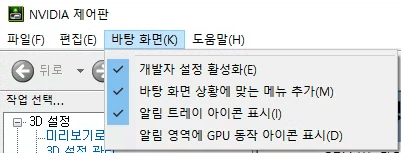 NVIDIA 제어판
파일(F) 편집(E) 바탕 화면(K) 도움말(H)
뒤로
개발자 설정 활성화(E)
바탕 화면 상황에 맞는 메뉴 추가(M)
알림 트레이 아이콘 표시(I)
알림 영역에 GPU 동작 아이콘 표시(D)
작업 선택...
3D 설정
미리보기로
3D 설정 관리